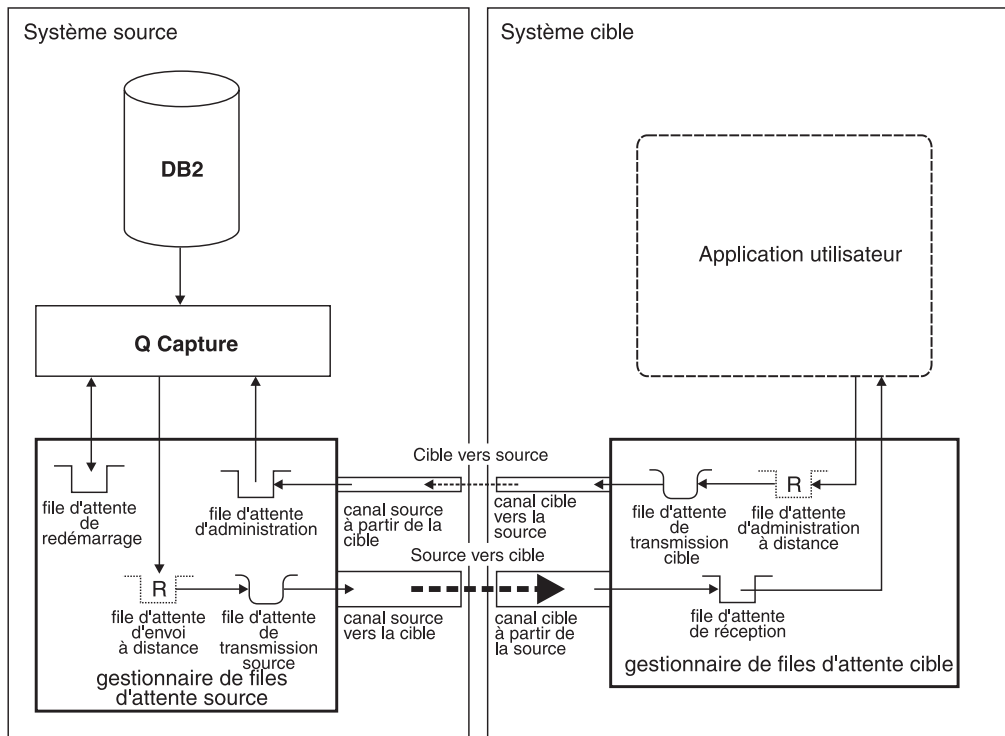 Système source
DB2
Q Capture
file d'attente
de
redémarrage
file d'attente
d'administration
R
file d'attente
d'envoi
à distance
file d'attente
de
transmission
source
gestionnaire de files
d'attente source
Cible vers source
canal source
à partir de la
cible
canal cible
vers la
source
Source vers cible
canal source
vers la cible
canal cible
à partir de
la source
Système cible
Application utilisateur
file d'attente
de
transmission
cible
R
file d'attente
d'administration
à distance
file d'attente
de réception
gestionnaire de files d'attente cible